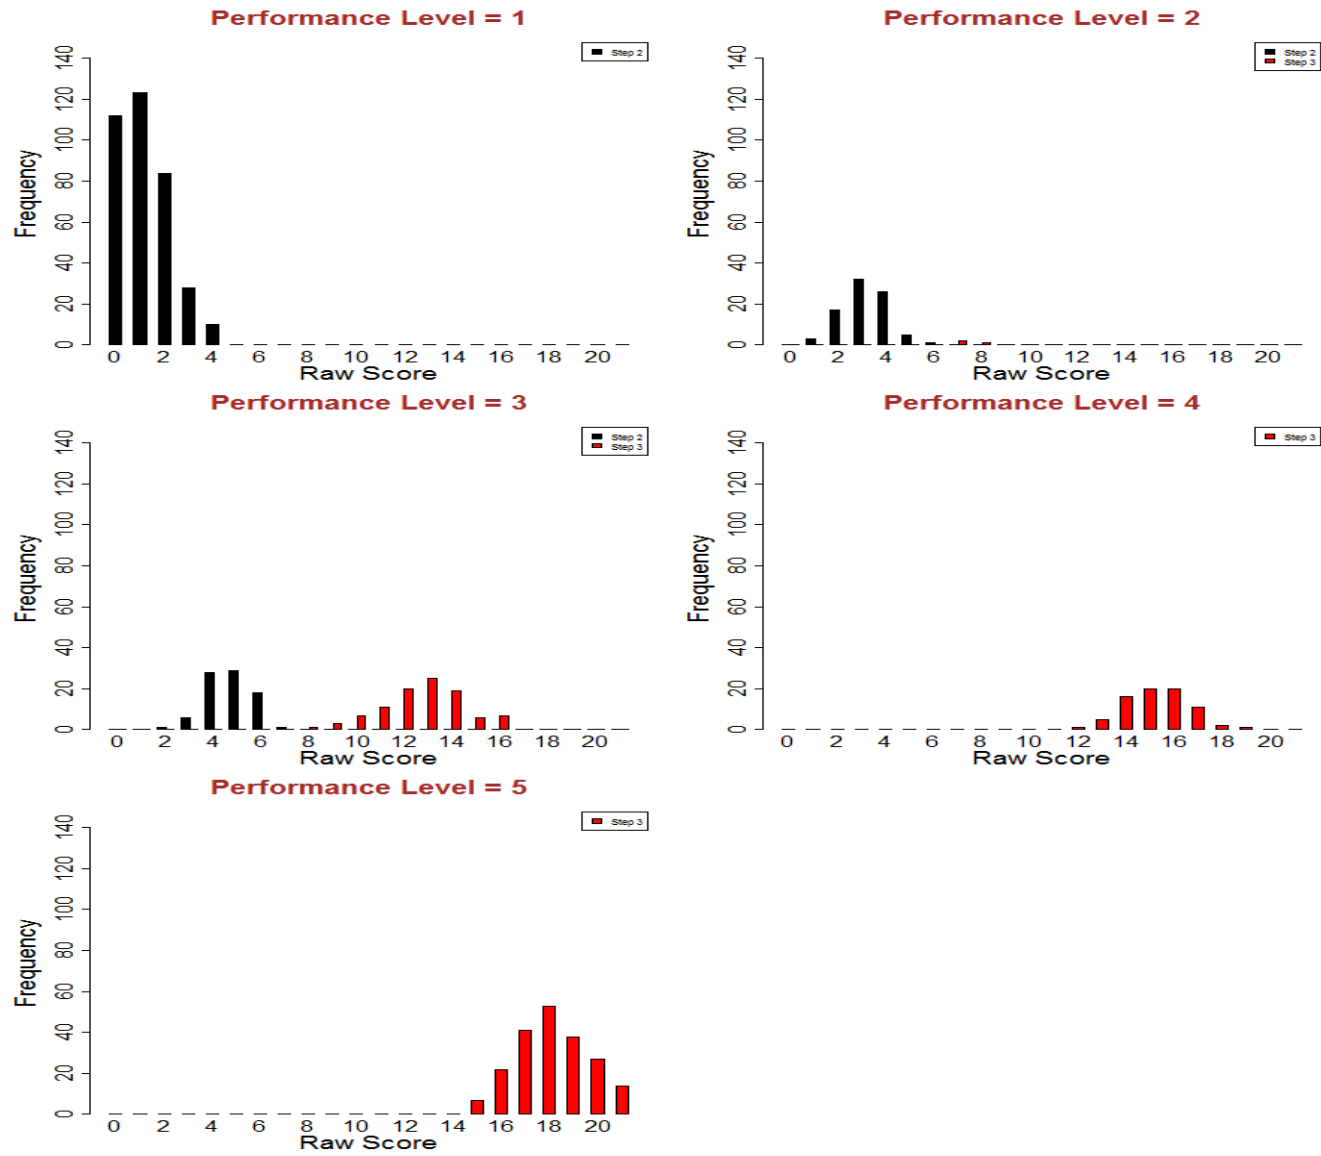 Performance Level = 1
Step 2
140
120
100
80
60
40
20
0
Frequency
0 2 4 6 8 10 12 14 16 18 20
Raw Score
Performance Level = 2
Step 2
Step 3
140
120
100
80
60
40
20
0
Frequency
0 2 4 6 8 10 12 14 16 18 20
Raw Score
Performance Level = 3
Step 2
Step 3
140
120
100
80
60
40
20
0
Frequency
0 2 4 6 8 10 12 14 16 18 20
Raw Score
Performance Level = 4
Step 3
140
120
100
80
60
40
20
0
Frequency
0 2 4 6 8 10 12 14 16 18 20
Raw Score
Performance Level = 5
Step 3
140
120
100
80
60
40
20
0
Frequency
0 2 4 6 8 10 12 14 16 18 20
Raw Score